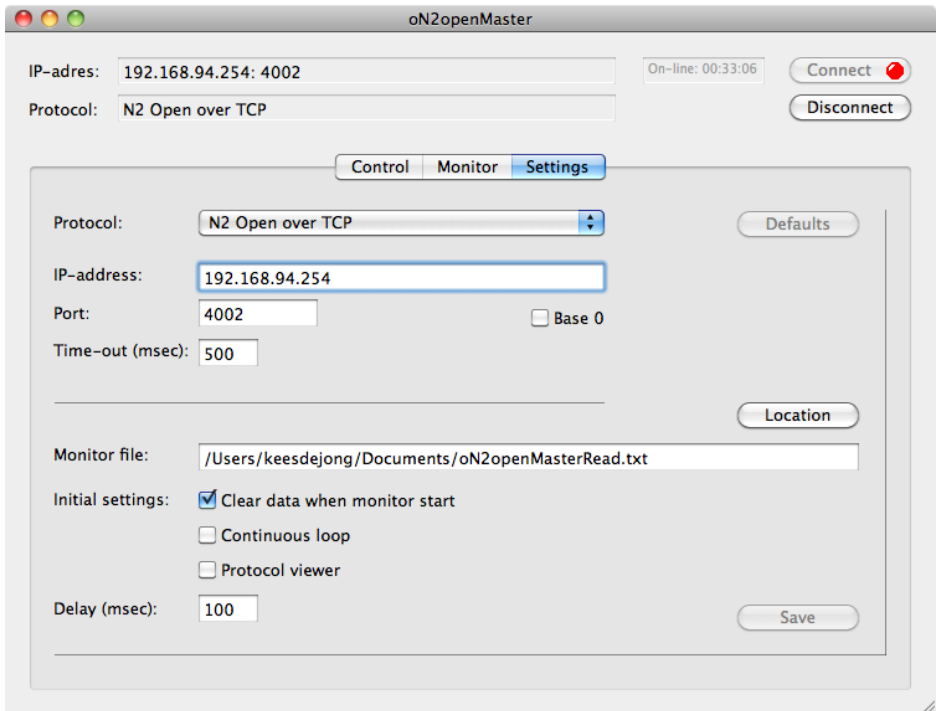 oN2openMaster
IP-adres: 192.168.94.254: 4002 On-line: 00:33:06 Connect
Protocol: N2 Open over TCP Disconnect
Control Monitor Settings
Protocol: N2 Open over TCP Defaults
IP-address: 192.168.94.254
Port: 4002 Base 0
Time-out (msec): 500
Location
Monitor file: /Users/keesdejong/Documents/oN2openMasterRead.txt
Initial settings: Clear data when monitor start
Continuous loop
Protocol viewer
Delay (msec): 100 Save